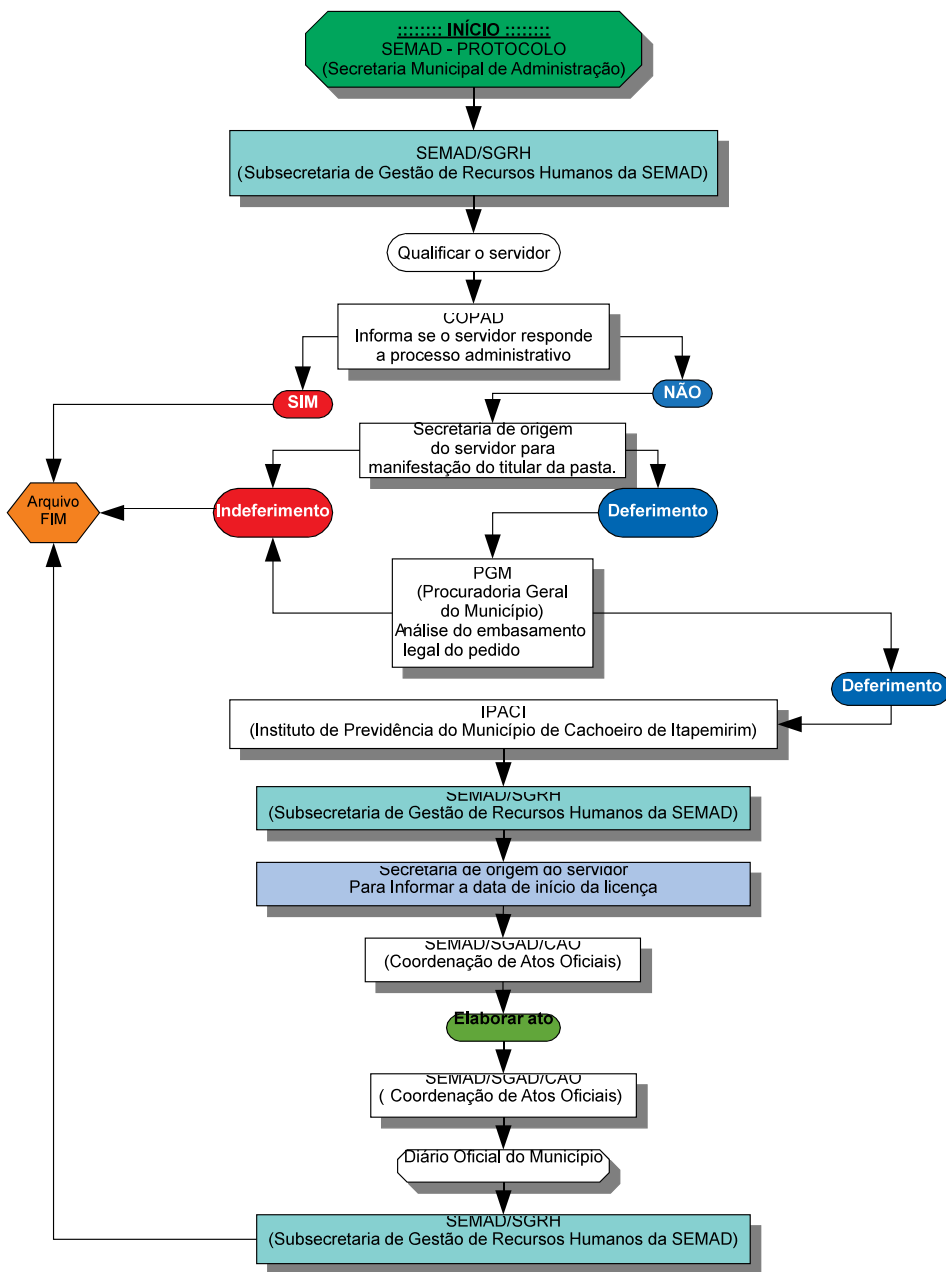 :::::::: INÍCIO ::::::::
SEMAD - PROTOCOLO
(Secretaria Municipal de Administração)
SEMAD/SGRH
(Subsecretaria de Gestão de Recursos Humanos da SEMAD)
Qualificar o servidor
COPAD
Informa se o servidor responde
a processo administrativo
SIM
NÃO
Secretaria de origem
do servidor para
manifestação do titular da pasta.
Arquivo
FIM
Indeferimento
Deferimento
PGM
(Procuradoria Geral
do Município)
Análise do embasamento
legal do pedido
Deferimento
IPACI
(Instituto de Previdência do Município de Cachoeiro de Itapemirim)
SEMAD/SGRH
(Subsecretaria de Gestão de Recursos Humanos da SEMAD)
Secretaria de origem do servidor
Para Informar a data de início da licença
SEMAD/SGAD/CAO
(Coordenação de Atos Oficiais)
Elaborar ato
SEMAD/SGAD/CAO
( Coordenação de Atos Oficiais)
Diário Oficial do Município
SEMAD/SGRH
(Subsecretaria de Gestão de Recursos Humanos da SEMAD)